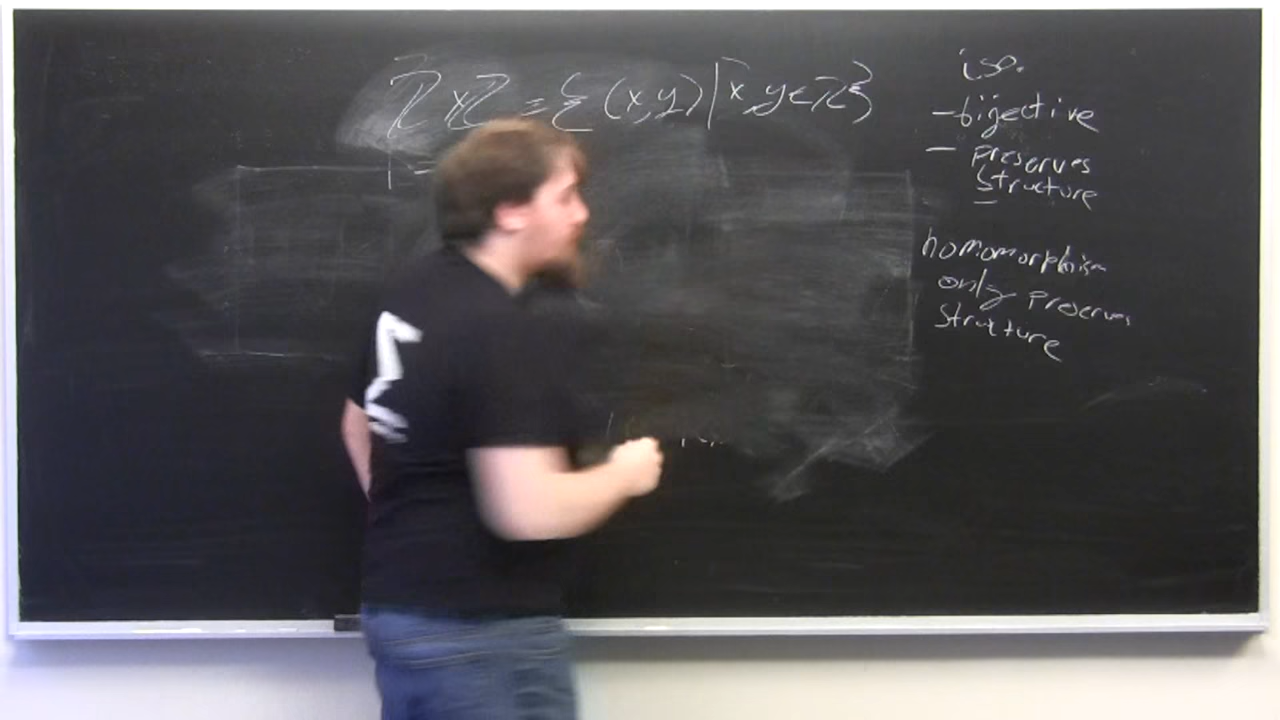 ℤ×ℤ = {(x,y)|x,y∈ℤ}
iso.
- bijective
- preserves
structure
homomorphism
only preserves
structure